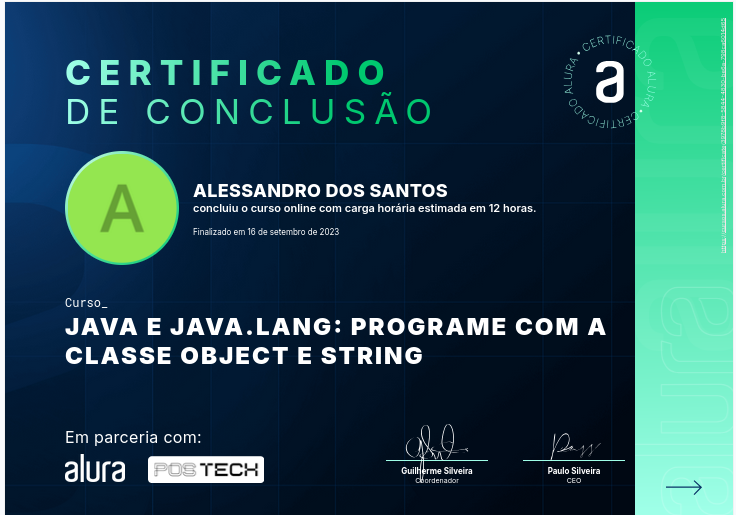 CERTIFICADO
DE CONCLUSÃO
• CERTIFICADO ALURA • CERTIFICADO ALURA
a
A
ALESSANDRO DOS SANTOS
concluiu o curso online com carga horária estimada em 12 horas.
Finalizado em 16 de setembro de 2023
Curso_
JAVA E JAVA.LANG: PROGRAME COM A
CLASSE OBJECT E STRING
Em parceria com:
alura
POSTECH
Guilherme Silveira
Coordenador
Paulo Silveira
CEO
alura